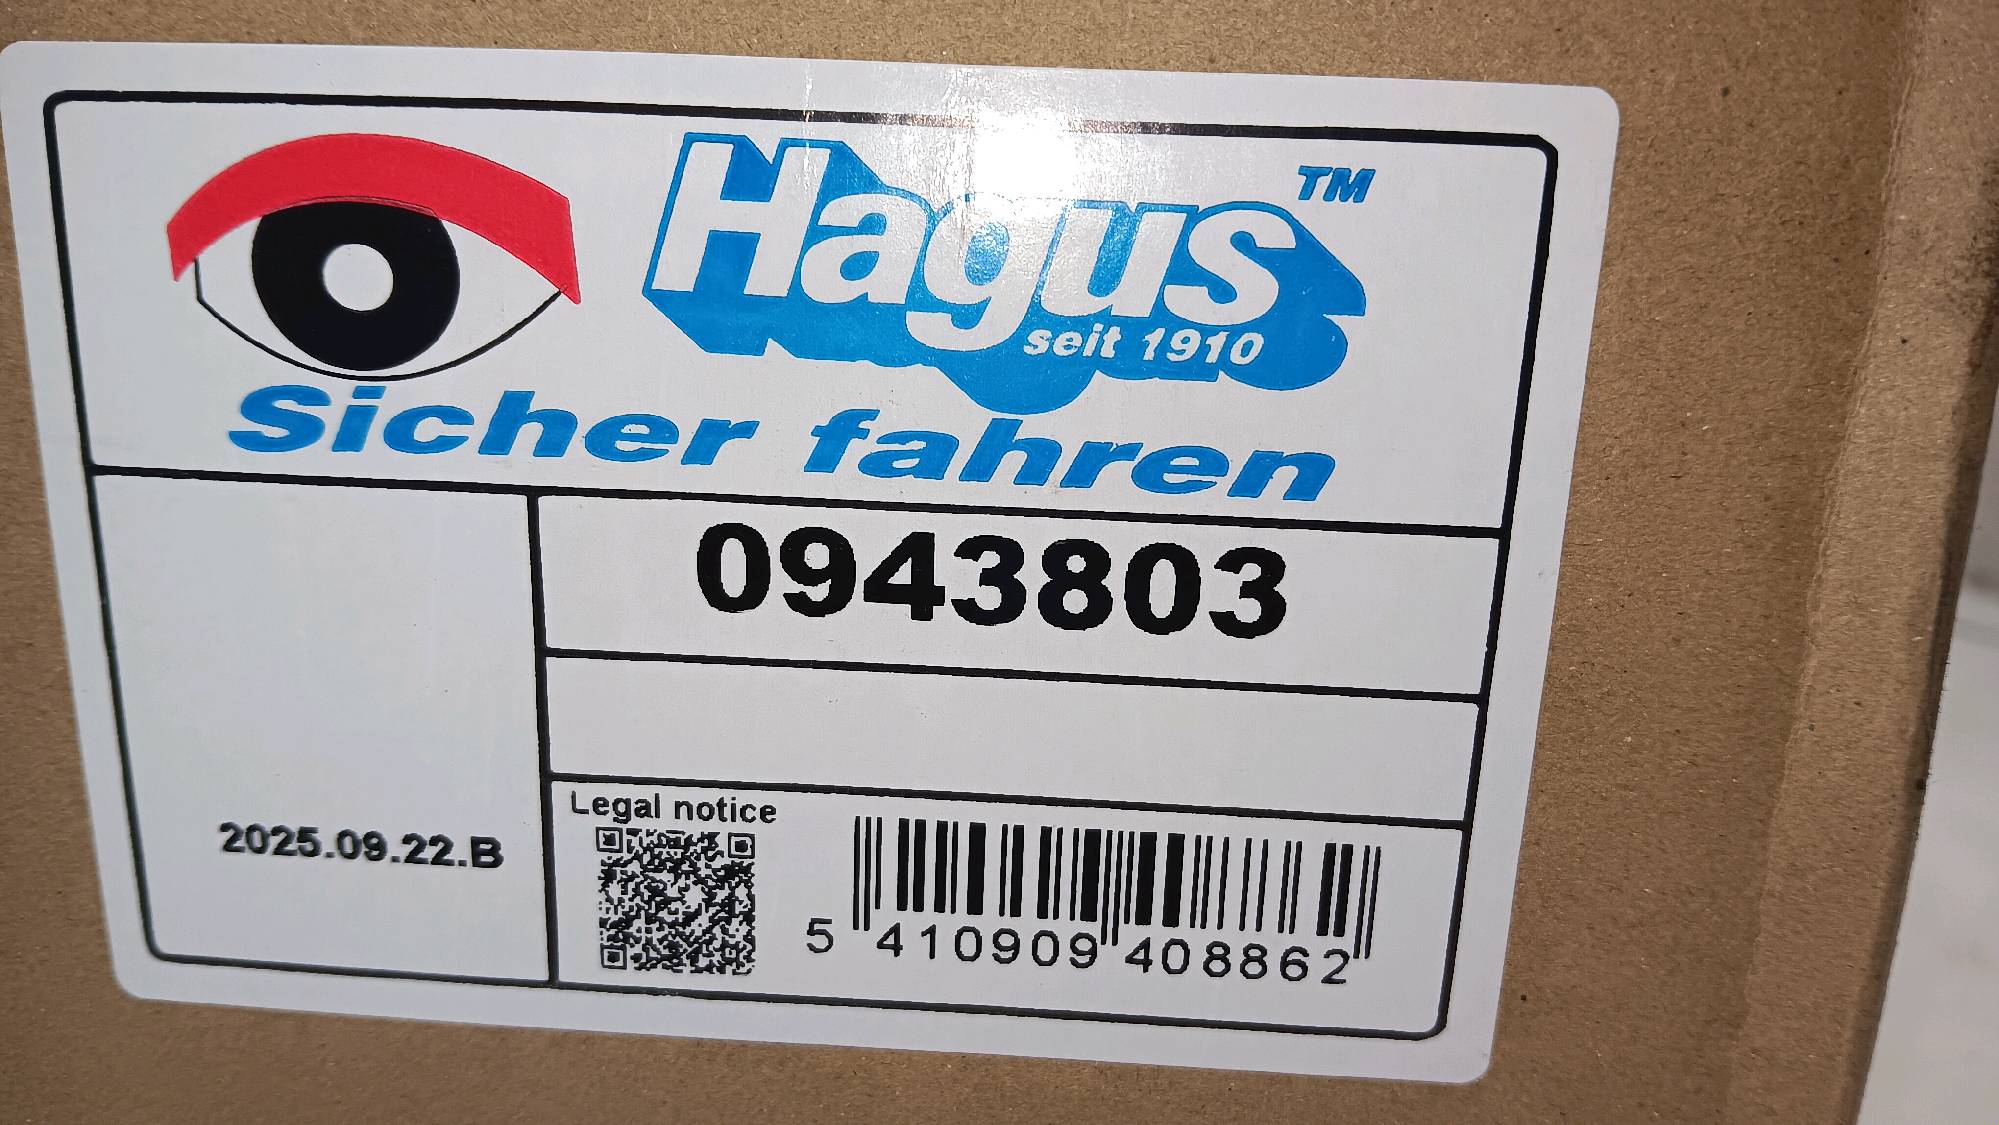 Hagus™
seit 1910
Sicher fahren
0943803
2025.09.22.B
Legal notice
5 410909 408862